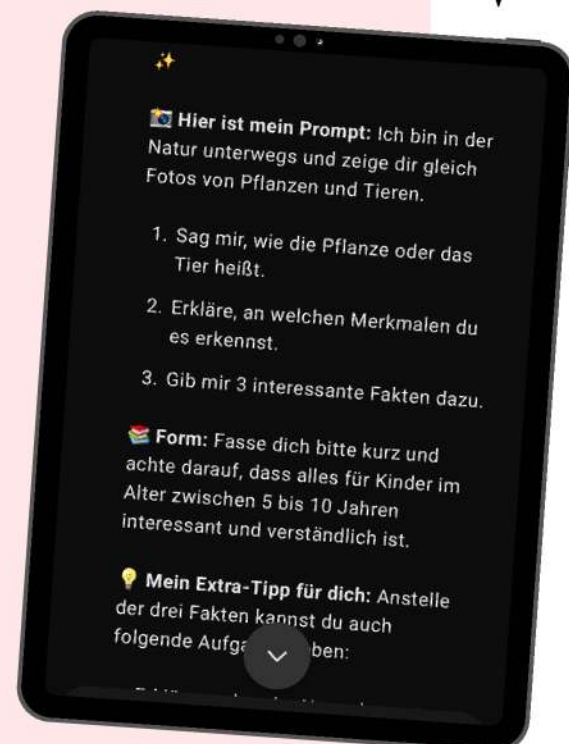 ✨
📸 Hier ist mein Prompt: Ich bin in der
Natur unterwegs und zeige dir gleich
Fotos von Pflanzen und Tieren.
1. Sag mir, wie die Pflanze oder das
Tier heißt.
2. Erkläre, an welchen Merkmalen du
es erkennst.
3. Gib mir 3 interessante Fakten dazu.
📚 Form: Fasse dich bitte kurz und
achte darauf, dass alles für Kinder im
Alter zwischen 5 bis 10 Jahren
interessant und verständlich ist.
💡 Mein Extra-Tipp für dich: Anstelle
der drei Fakten kannst du auch
folgende